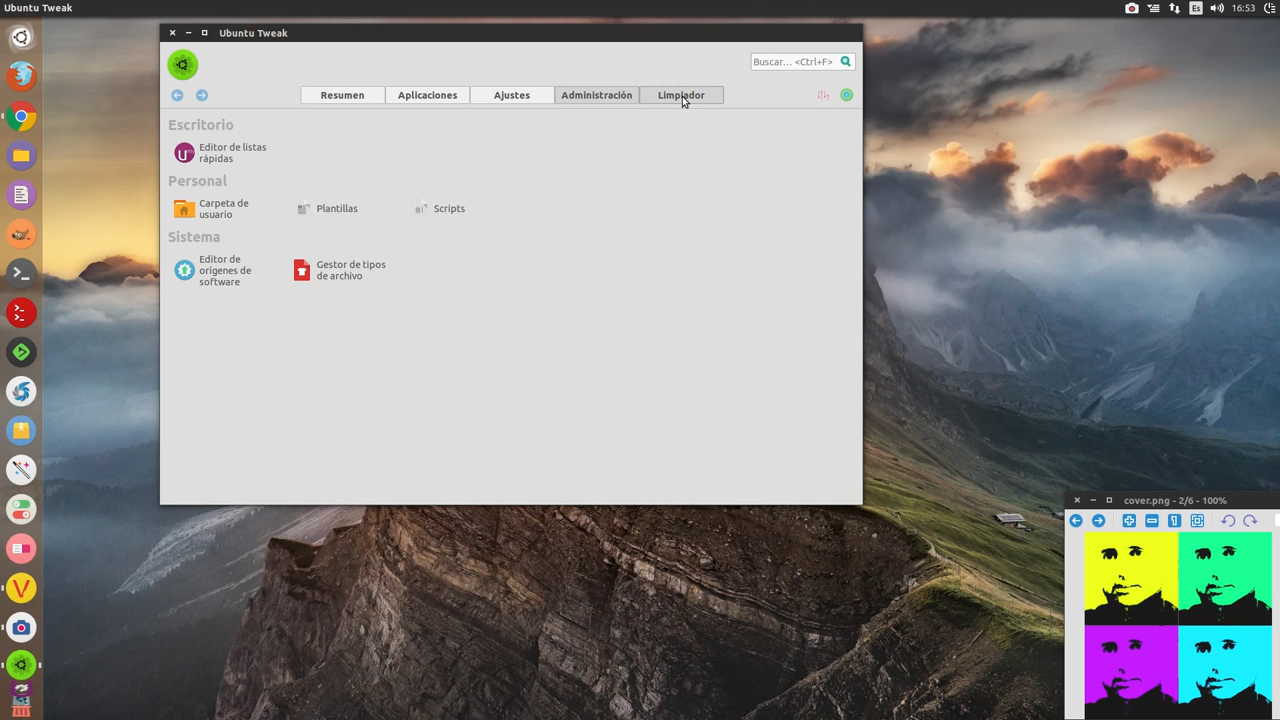 Ubuntu Tweak
Es
16:53
Ubuntu Tweak
Buscar... <Ctrl+F>
Resumen
Aplicaciones
Ajustes
Administración
Limpiador
Escritorio
Editor de listas
rápidas
Personal
Carpeta de
usuario
Plantillas
Scripts
Sistema
Editor de
orígenes de
software
Gestor de tipos
de archivo
cover.png - 2/6 - 100%